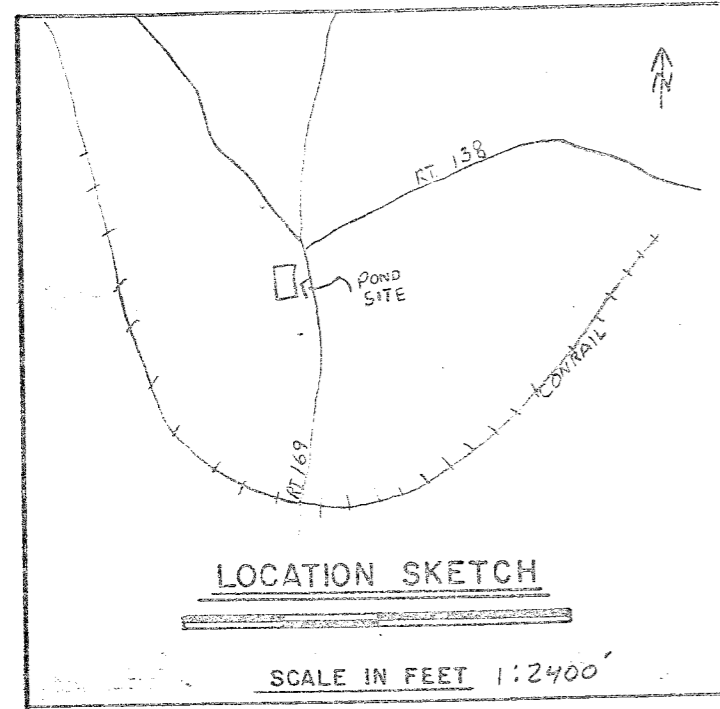 N
RT. 138
POND
SITE
CONRAIL
RT. 169
LOCATION SKETCH
SCALE IN FEET 1:2400'